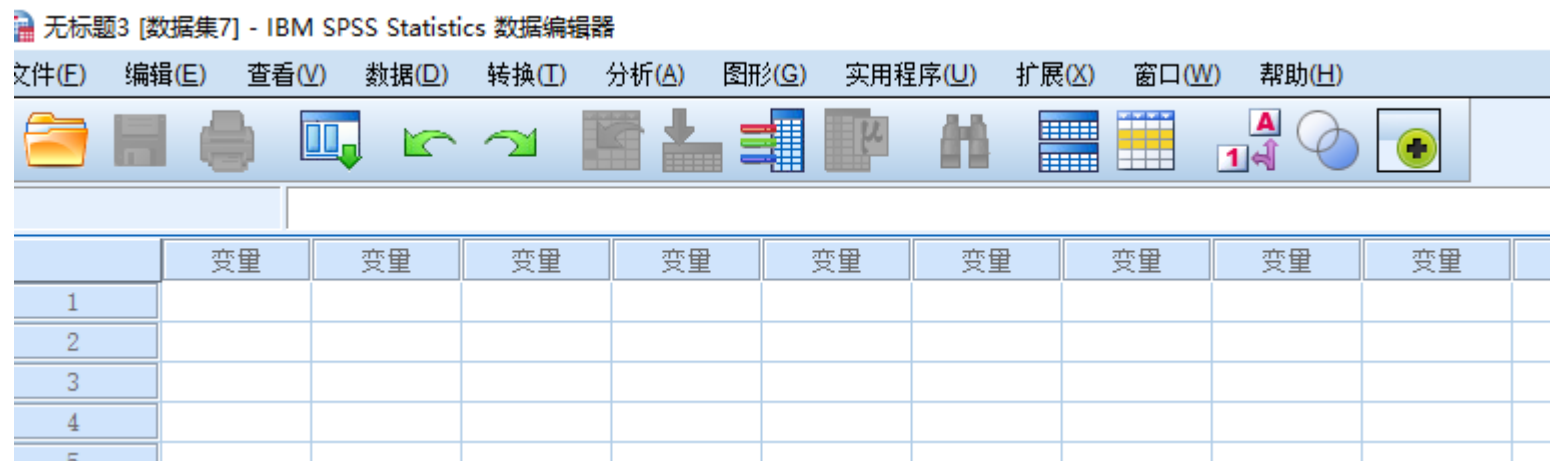 无标题3 [数据集7] - IBM SPSS Statistics 数据编辑器
文件(F) 编辑(E) 查看(V) 数据(D) 转换(T) 分析(A) 图形(G) 实用程序(U) 扩展(X) 窗口(W) 帮助(H)
μ A 1
变量 变量 变量 变量 变量 变量 变量 变量 变量
1
2
3
4
5